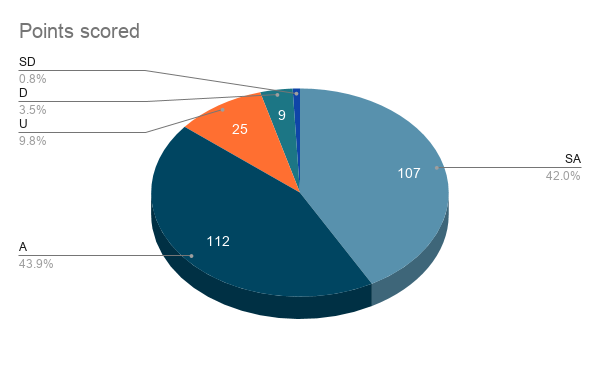 Points scored
SD
0.8%
D
3.5%
U
9.8%
A
43.9%
SA
42.0%
9
25
107
112